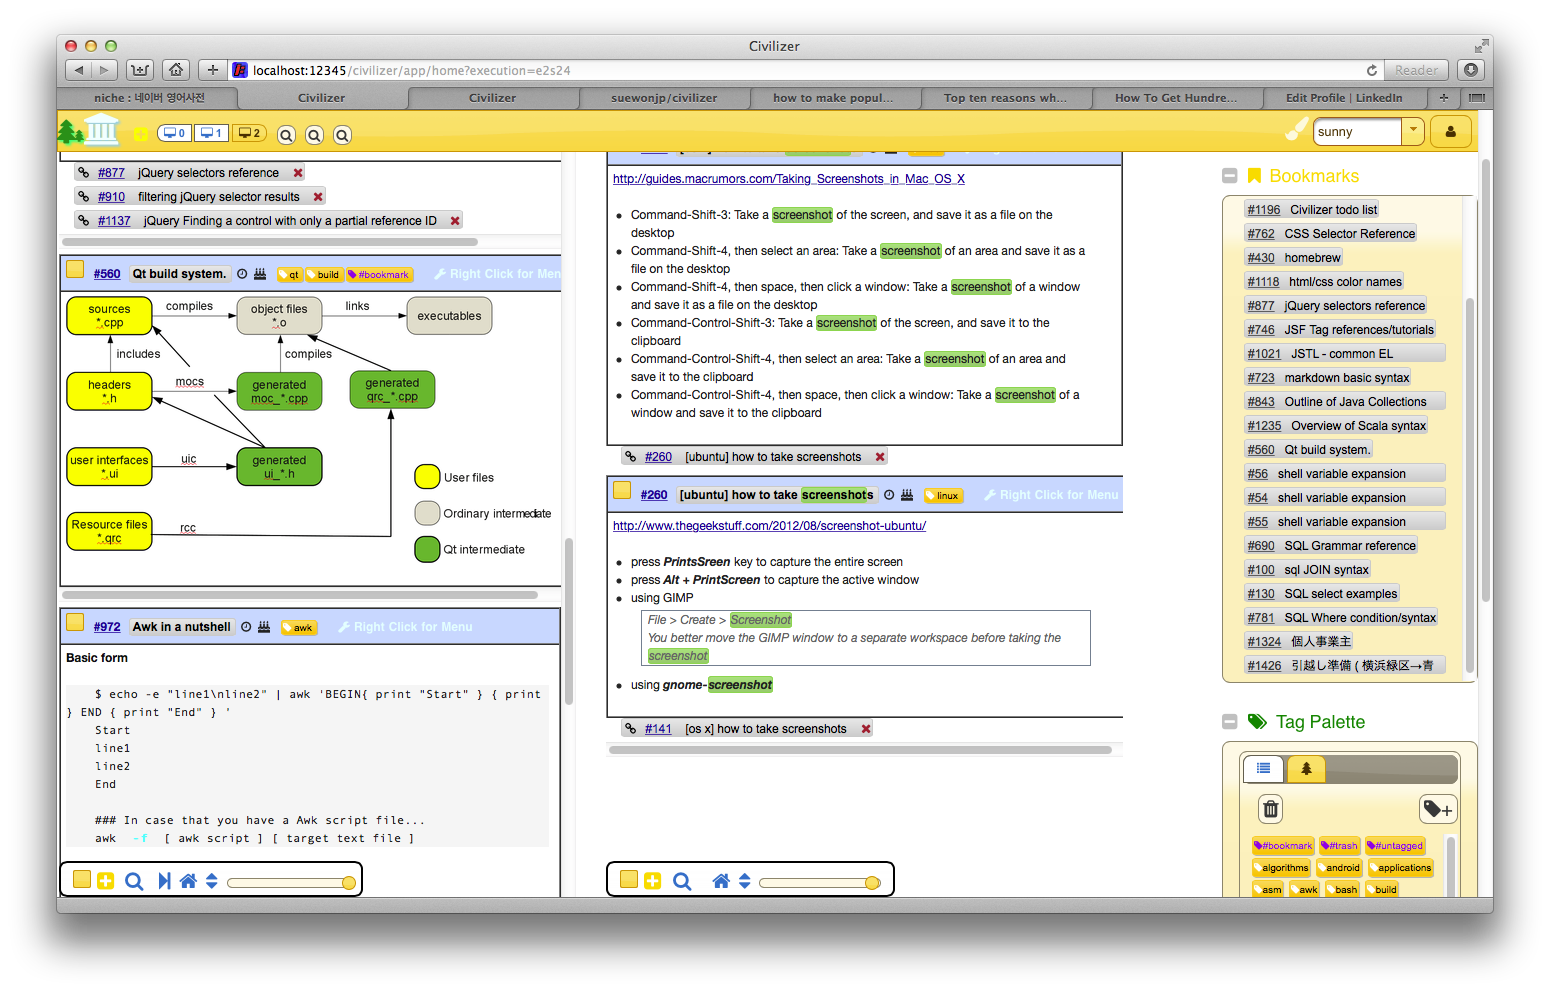 Civilizer
localhost:12345/civilizer/app/home?execution=e2s24
Reader
niche : 네이버 영어사전
Civilizer
Civilizer
suewonjp/civilizer
how to make popul...
Top ten reasons wh...
How To Get Hundre...
Edit Profile | LinkedIn
0
1
2
sunny
#877 jQuery selectors reference
#910 filtering jQuery selector results
#1137 jQuery Finding a control with only a partial reference ID
#560 Qt build system. qt build #bookmark Right Click for Men
sources
*.cpp
compiles
object files
*.o
links
executables
includes
compiles
headers
*.h
mocs
generated
moc_*.cpp
generated
qrc_*.cpp
user interfaces
*.ui
uic
generated
ui_*.h
User files
Ordinary intermediate
Resource files
*.qrc
rcc
Qt intermediate
#972 Awk in a nutshell awk Right Click for Menu
Basic form
$ echo -e "line1\nline2" | awk 'BEGIN{ print "Start" } { print
} END { print "End" } '
Start
line1
line2
End
### In case that you have a Awk script file...
awk -f [ awk script ] [ target text file ]
http://guides.macrumors.com/Taking_Screenshots_in_Mac_OS_X
Command-Shift-3: Take a screenshot of the screen, and save it as a file on the
desktop
Command-Shift-4, then select an area: Take a screenshot of an area and save it as a
file on the desktop
Command-Shift-4, then space, then click a window: Take a screenshot of a window
and save it as a file on the desktop
Command-Control-Shift-3: Take a screenshot of the screen, and save it to the
clipboard
Command-Control-Shift-4, then select an area: Take a screenshot of an area and
save it to the clipboard
Command-Control-Shift-4, then space, then click a window: Take a screenshot of a
window and save it to the clipboard
#260 [ubuntu] how to take screenshots
#260 [ubuntu] how to take screenshots linux Right Click for Menu
http://www.thegeekstuff.com/2012/08/screenshot-ubuntu/
press PrintsSreen key to capture the entire screen
press Alt + PrintScreen to capture the active window
using GIMP
File > Create > Screenshot
You better move the GIMP window to a separate workspace before taking the
screenshot
using gnome-screenshot
#141 [os x] how to take screenshots
Bookmarks
#1196 Civilizer todo list
#762 CSS Selector Reference
#430 homebrew
#1118 html/css color names
#877 jQuery selectors reference
#746 JSF Tag references/tutorials
#1021 JSTL - common EL
#723 markdown basic syntax
#843 Outline of Java Collections
#1235 Overview of Scala syntax
#560 Qt build system.
#56 shell variable expansion
#54 shell variable expansion
#55 shell variable expansion
#690 SQL Grammar reference
#100 sql JOIN syntax
#130 SQL select examples
#781 SQL Where condition/syntax
#1324 個人事業主
#1426 引越し準備 ( 横浜緑区→青
Tag Palette
#bookmark #trash #untagged
algorithms android applications
asm awk bash build